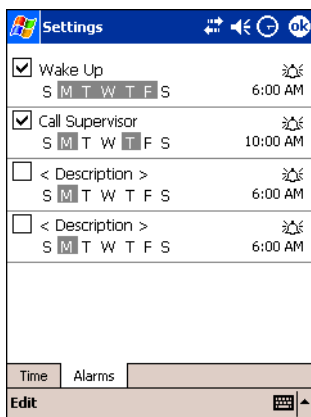 Settings ok
Wake Up
S M T W T F S 6:00 AM
Call Supervisor
S M T W T F S 10:00 AM
< Description >
S M T W T F S 6:00 AM
< Description >
S M T W T F S 6:00 AM
Time Alarms
Edit